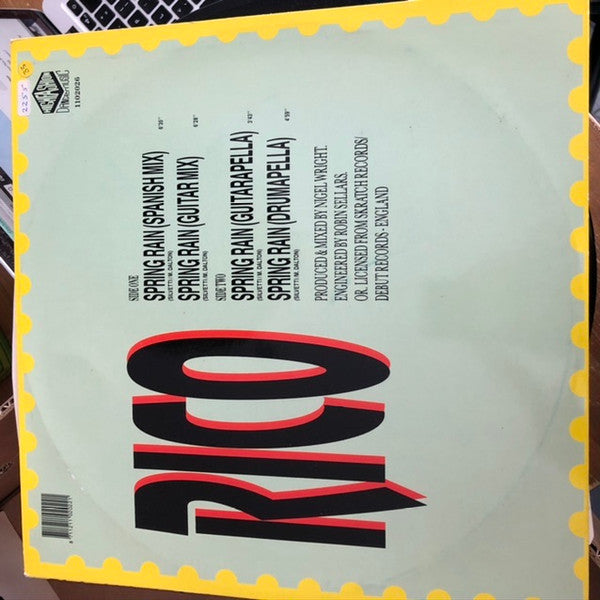 RICO
SIDE ONE
SPRING RAIN (SPANISH MIX) 6'35"
(SILVETTI / M. DALTON)
SPRING RAIN (GUITAR MIX) 6'28"
(SILVETTI / M. DALTON)
SIDE TWO
SPRING RAIN (GUITARAPELLA) 3'43"
(SILVETTI / M. DALTON)
SPRING RAIN (DRUMAPELLA) 4'59"
(SILVETTI / M. DALTON)
PRODUCED & MIXED BY NIGEL WRIGHT.
ENGINEERED BY ROBIN SELLARS.
OR. LICENSED FROM SKRATCH RECORDS/
DEBUT RECORDS - ENGLAND
1102026
2255